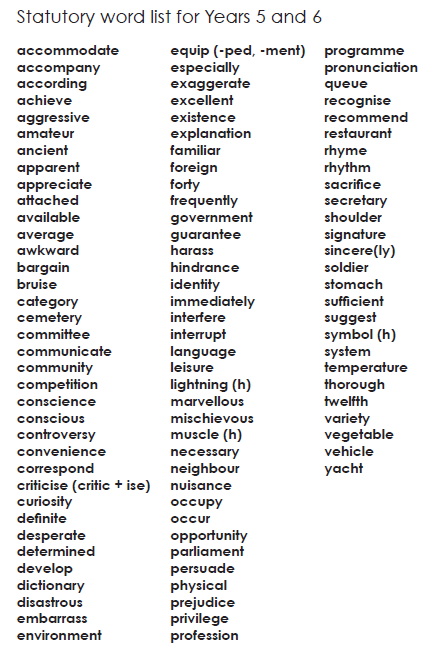 Statutory word list for Years 5 and 6
accommodate
accompany
according
achieve
aggressive
amateur
ancient
apparent
appreciate
attached
available
average
awkward
bargain
bruise
category
cemetery
committee
communicate
community
competition
conscience
conscious
controversy
convenience
correspond
criticise (critic + ise)
curiosity
definite
desperate
determined
develop
dictionary
disastrous
embarrass
environment
equip (-ped, -ment)
especially
exaggerate
excellent
existence
explanation
familiar
foreign
forty
frequently
government
guarantee
harass
hindrance
identity
immediately
interfere
interrupt
language
leisure
lightning (h)
marvellous
mischievous
muscle (h)
necessary
neighbour
nuisance
occupy
occur
opportunity
parliament
persuade
physical
prejudice
privilege
profession
programme
pronunciation
queue
recognise
recommend
restaurant
rhyme
rhythm
sacrifice
secretary
shoulder
signature
sincere(ly)
soldier
stomach
sufficient
suggest
symbol (h)
system
temperature
thorough
twelfth
variety
vegetable
vehicle
yacht